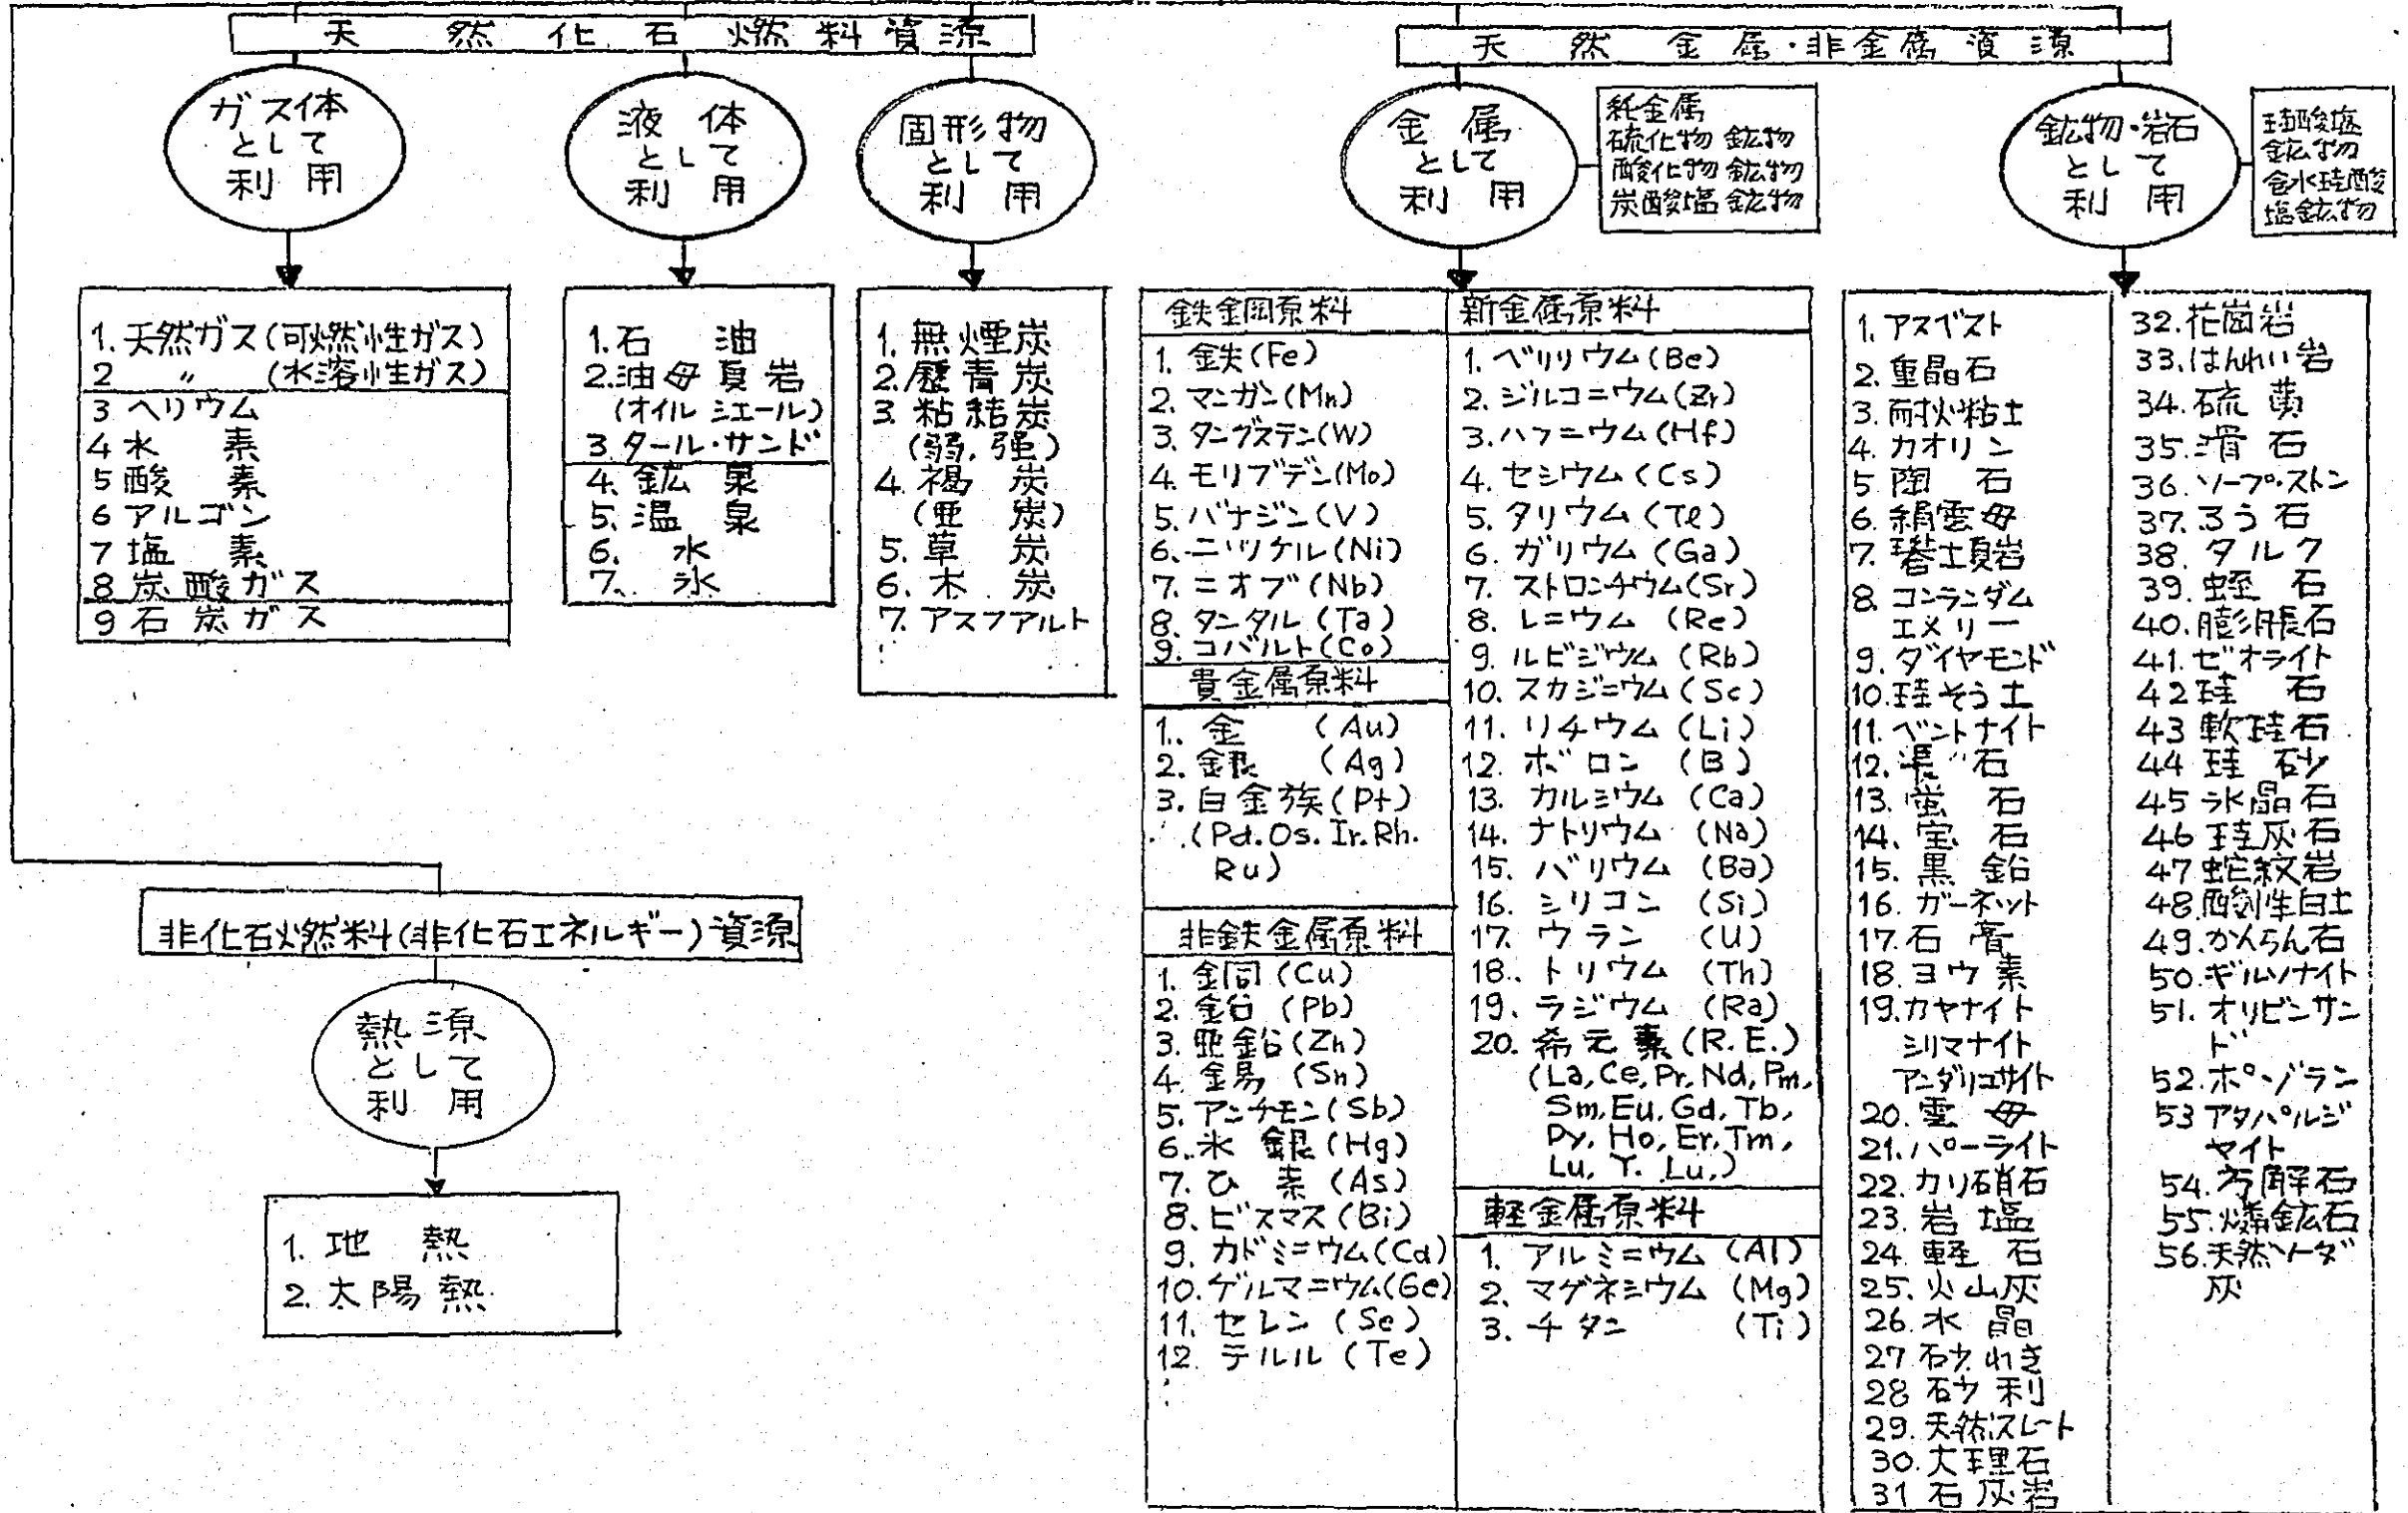 天然化石燃料資源
ガス体
として
利用
1. 天然ガス(可燃性ガス)
2 〃 (水溶性ガス)
3 ヘリウム
4 水素
5 酸素
6 アルゴン
7 塩素
8 炭酸ガス
9 石炭ガス
液体
として
利用
1. 石油
2. 油母頁岩
(オイルシエール)
3. タール・サンド
4. 鉱泉
5. 温泉
6. 水
7. 氷
固形物
として
利用
1. 無煙炭
2. 歴青炭
3. 粘結炭
(弱,強)
4. 褐炭
(亜炭)
5. 草炭
6. 木炭
7. アスファルト
非化石燃料(非化石エネルギー)資源
熱源
として
利用
1. 地熱
2. 太陽熱
天然金属・非金属資源
金属
として
利用
純金属
硫化物鉱物
酸化物鉱物
炭酸塩鉱物
鉄鋼原料
1. 鉄(Fe)
2. マンガン(Mn)
3. タングステン(W)
4. モリブデン(Mo)
5. バナジン(V)
6. ニッケル(Ni)
7. ニオブ(Nb)
8. タンタル(Ta)
9. コバルト(Co)
貴金属原料
1. 金(Au)
2. 銀(Ag)
3. 白金族(Pt)
(Pd.Os.Ir.Rh.
Ru)
非鉄金属原料
1. 銅(Cu)
2. 鉛(Pb)
3. 亜鉛(Zn)
4. 錫(Sn)
5. アンチモン(Sb)
6. 水銀(Hg)
7. ひ素(As)
8. ビスマス(Bi)
9. カドミニウム(Cd)
10. ゲルマニウム(Ge)
11. セレン(Se)
12. テルル(Te)
新金属原料
1. ベリリウム(Be)
2. ジルコニウム(Zr)
3. ハフニウム(Hf)
4. セシウム(Cs)
5. タリウム(Tl)
6. ガリウム(Ga)
7. ストロンチウム(Sr)
8. レニウム(Re)
9. ルビジウム(Rb)
10. スカジニウム(Sc)
11. リチウム(Li)
12. ボロン(B)
13. カルミウム(Ca)
14. ナトリウム(Na)
15. バリウム(Ba)
16. シリコン(Si)
17. ウラン(U)
18. トリウム(Th)
19. ラジウム(Ra)
20. 希元素(R.E.)
(La,Ce,Pr,Nd,Pm,
Sm,Eu,Gd,Tb,
Dy,Ho,Er,Tm,
Lu,Y.Lu,)
軽金属原料
1. アルミニウム(Al)
2. マグネシウム(Mg)
3. チタン(Ti)
鉱物・岩石
として
利用
珪酸塩
鉱物
含水珪酸
塩鉱物
1. アスベスト
2. 重晶石
3. 耐火粘土
4. カオリン
5 陶石
6. 絹雲母
7. 礬土頁岩
8. コンランダム
エメリー
9. ダイヤモンド
10. 珪そう土
11. ベントナイト
12. 長石
13. 蛍石
14. 宝石
15. 黒鉛
16. ガーネット
17. 石膏
18. ヨウ素
19. カヤナイト
シリマナイト
アンダリュサイト
20. 雲母
21. パーライト
22. カリ硝石
23. 岩塩
24. 軽石
25. 火山灰
26. 水晶
27 砂れき
28 砂利
29. 天然スレート
30. 大理石
31 石灰岩
32. 花崗岩
33. はんれい岩
34. 硫黄
35. 滑石
36. ソープ・ストン
37. ろう石
38. タルク
39. 蛭石
40. 膨脹石
41. ゼオライト
42 珪石
43 軟珪石
44 珪砂
45 氷晶石
46 珪灰石
47 蛇紋岩
48. 酸性白土
49. かんらん石
50. ギルソナイト
51. オリビンサン
ド
52. ポゾラン
53 アタパルジ
ヤイト
54. 方解石
55. 燐鉱石
56. 天然ソーダ
灰